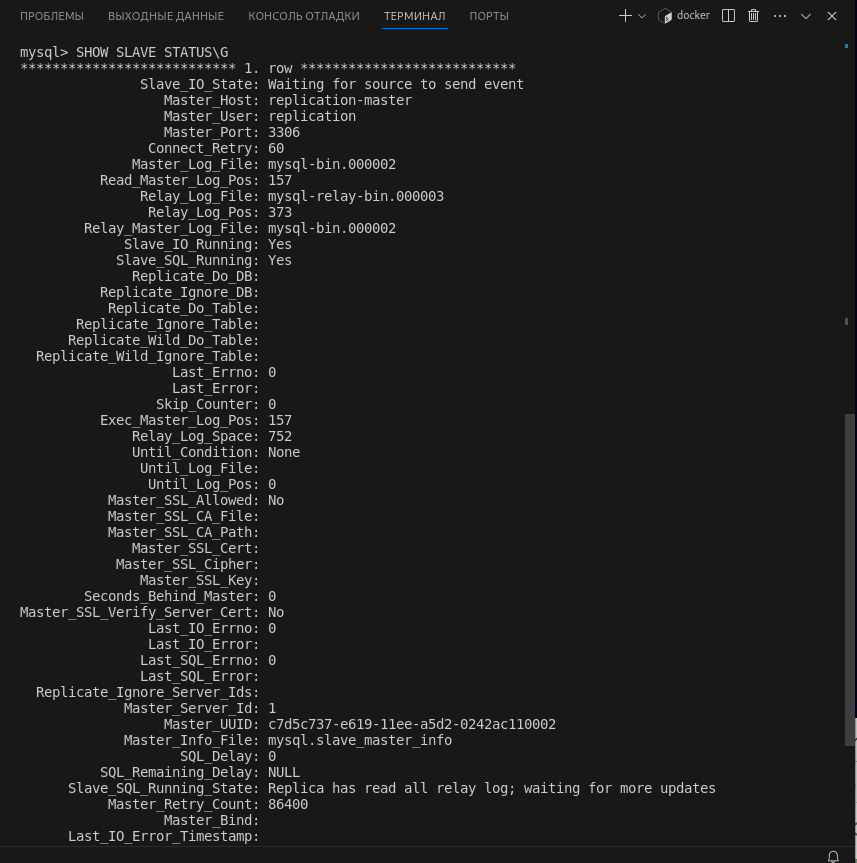 ПРОБЛЕМЫ ВЫХОДНЫЕ ДАННЫЕ КОНСОЛЬ ОТЛАДКИ ТЕРМИНАЛ ПОРТЫ docker
mysql> SHOW SLAVE STATUS\G
*************************** 1. row ***************************
Slave_IO_State: Waiting for source to send event
Master_Host: replication-master
Master_User: replication
Master_Port: 3306
Connect_Retry: 60
Master_Log_File: mysql-bin.000002
Read_Master_Log_Pos: 157
Relay_Log_File: mysql-relay-bin.000003
Relay_Log_Pos: 373
Relay_Master_Log_File: mysql-bin.000002
Slave_IO_Running: Yes
Slave_SQL_Running: Yes
Replicate_Do_DB:
Replicate_Ignore_DB:
Replicate_Do_Table:
Replicate_Ignore_Table:
Replicate_Wild_Do_Table:
Replicate_Wild_Ignore_Table:
Last_Errno: 0
Last_Error:
Skip_Counter: 0
Exec_Master_Log_Pos: 157
Relay_Log_Space: 752
Until_Condition: None
Until_Log_File:
Until_Log_Pos: 0
Master_SSL_Allowed: No
Master_SSL_CA_File:
Master_SSL_CA_Path:
Master_SSL_Cert:
Master_SSL_Cipher:
Master_SSL_Key:
Seconds_Behind_Master: 0
Master_SSL_Verify_Server_Cert: No
Last_IO_Errno: 0
Last_IO_Error:
Last_SQL_Errno: 0
Last_SQL_Error:
Replicate_Ignore_Server_Ids:
Master_Server_Id: 1
Master_UUID: c7d5c737-e619-11ee-a5d2-0242ac110002
Master_Info_File: mysql.slave_master_info
SQL_Delay: 0
SQL_Remaining_Delay: NULL
Slave_SQL_Running_State: Replica has read all relay log; waiting for more updates
Master_Retry_Count: 86400
Master_Bind:
Last_IO_Error_Timestamp: